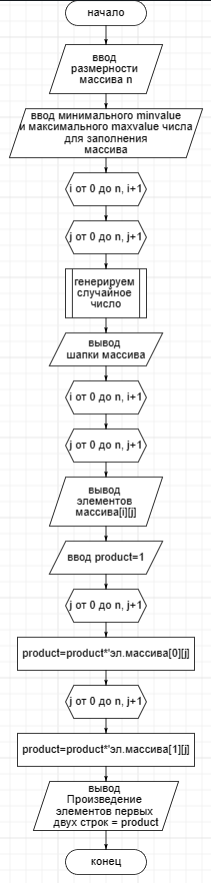 начало
ввод
размерности
массива n
ввод минимального minvalue
и максимального maxvalue числа
для заполнения
массива
i от 0 до n, i+1
j от 0 до n, j+1
генерируем
случайное
число
вывод
шапки массива
i от 0 до n, i+1
j от 0 до n, j+1
вывод
элементов
массива[i][j]
ввод product=1
j от 0 до n, j+1
product=product*'эл.массива[0][j]
j от 0 до n, j+1
product=product*'эл.массива[1][j]
вывод
Произведение
элементов первых
двух строк = product
конец